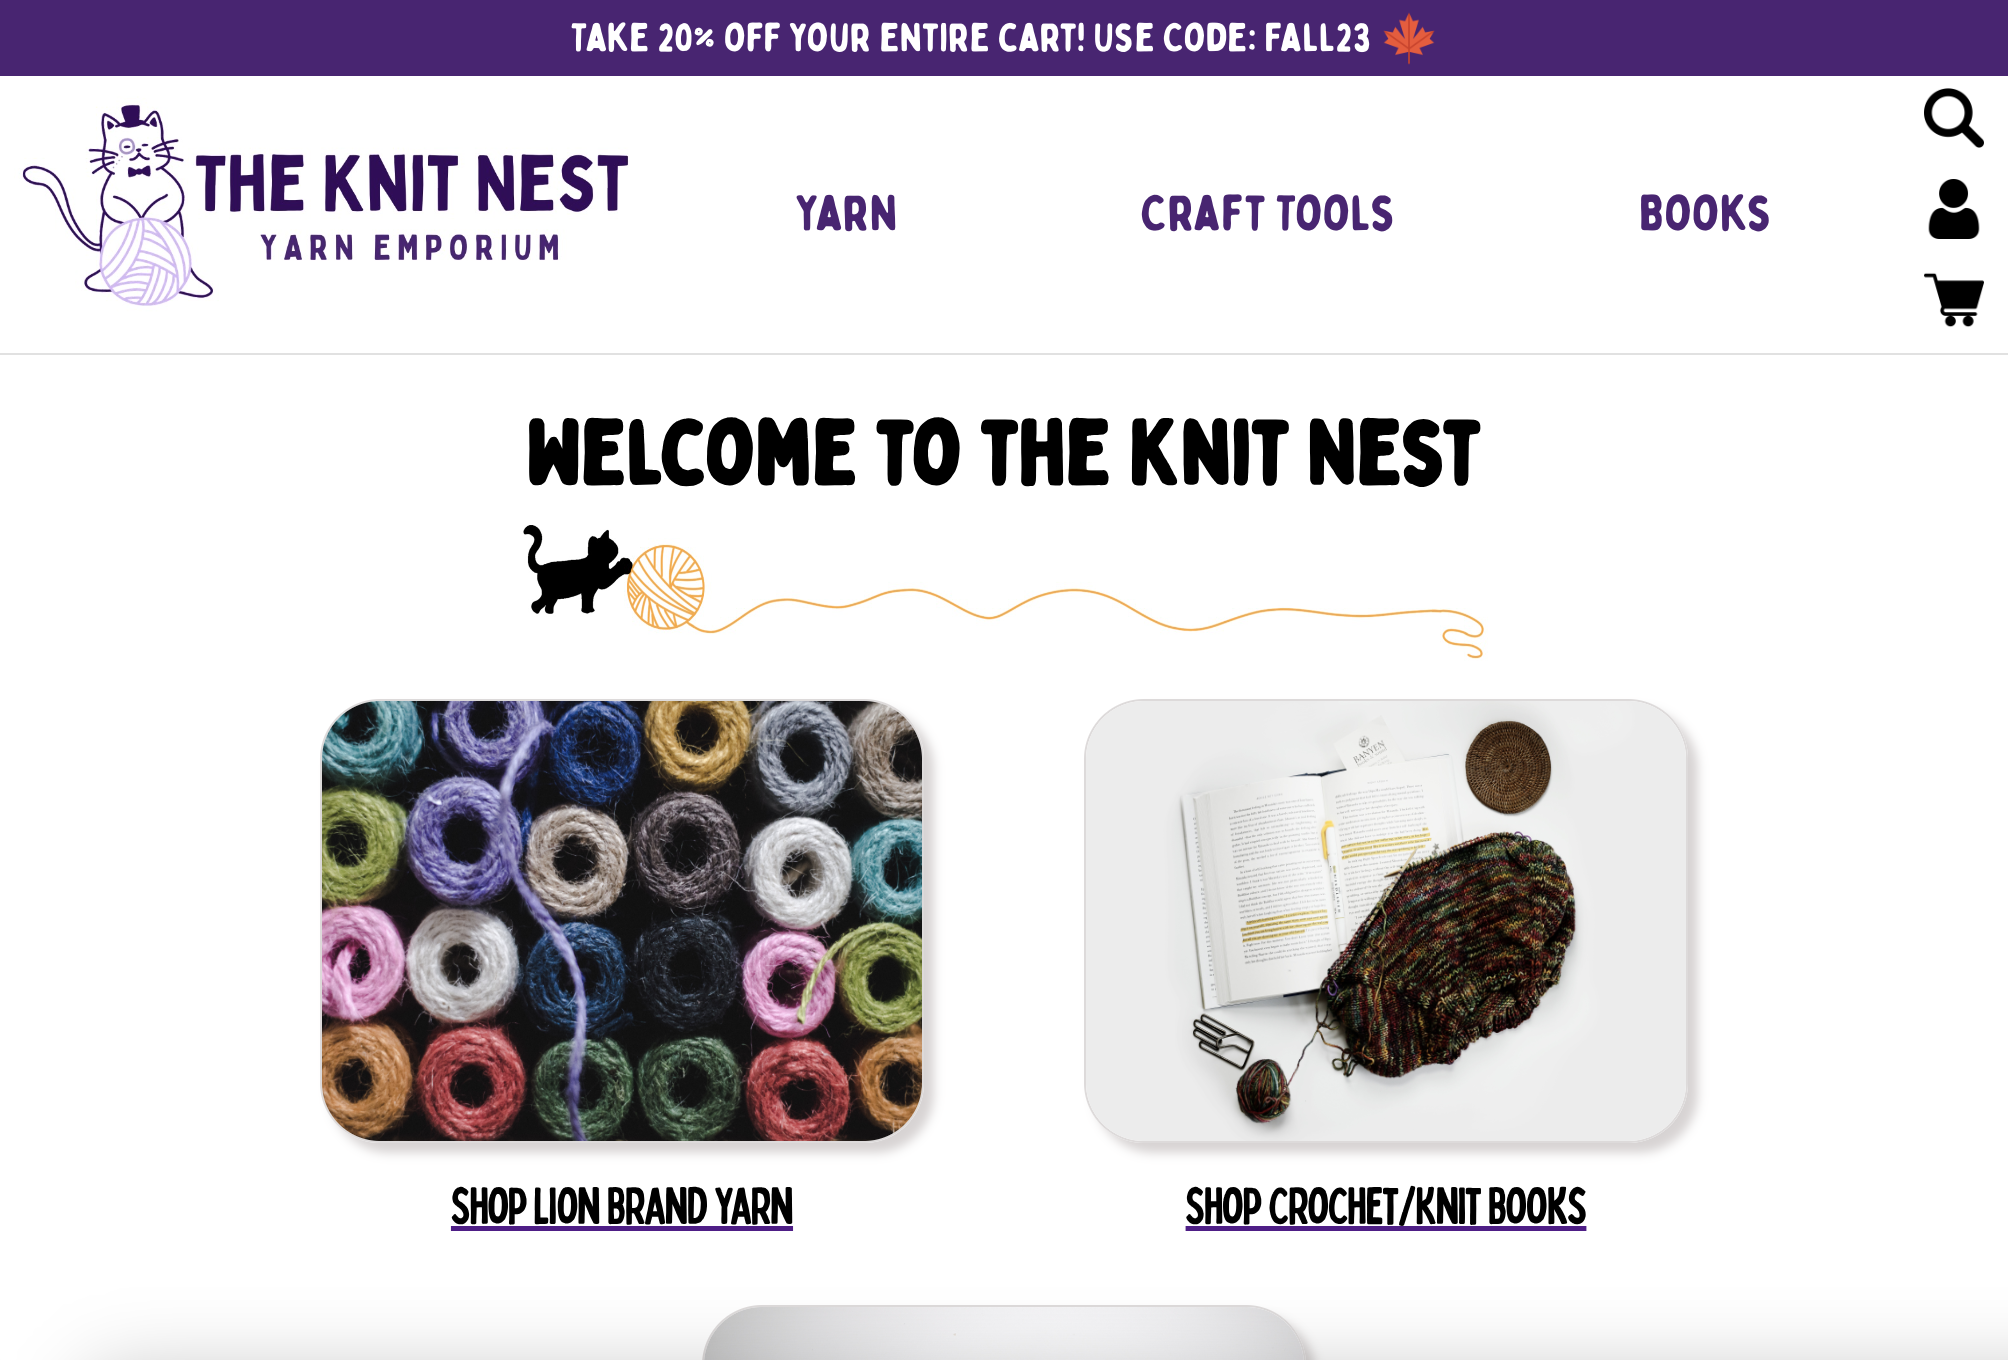 TAKE 20% OFF YOUR ENTIRE CART! USE CODE: FALL23
THE KNIT NEST
YARN EMPORIUM
YARN
CRAFT TOOLS
BOOKS
WELCOME TO THE KNIT NEST
BANYEN
SHOP LION BRAND YARN
SHOP CROCHET/KNIT BOOKS